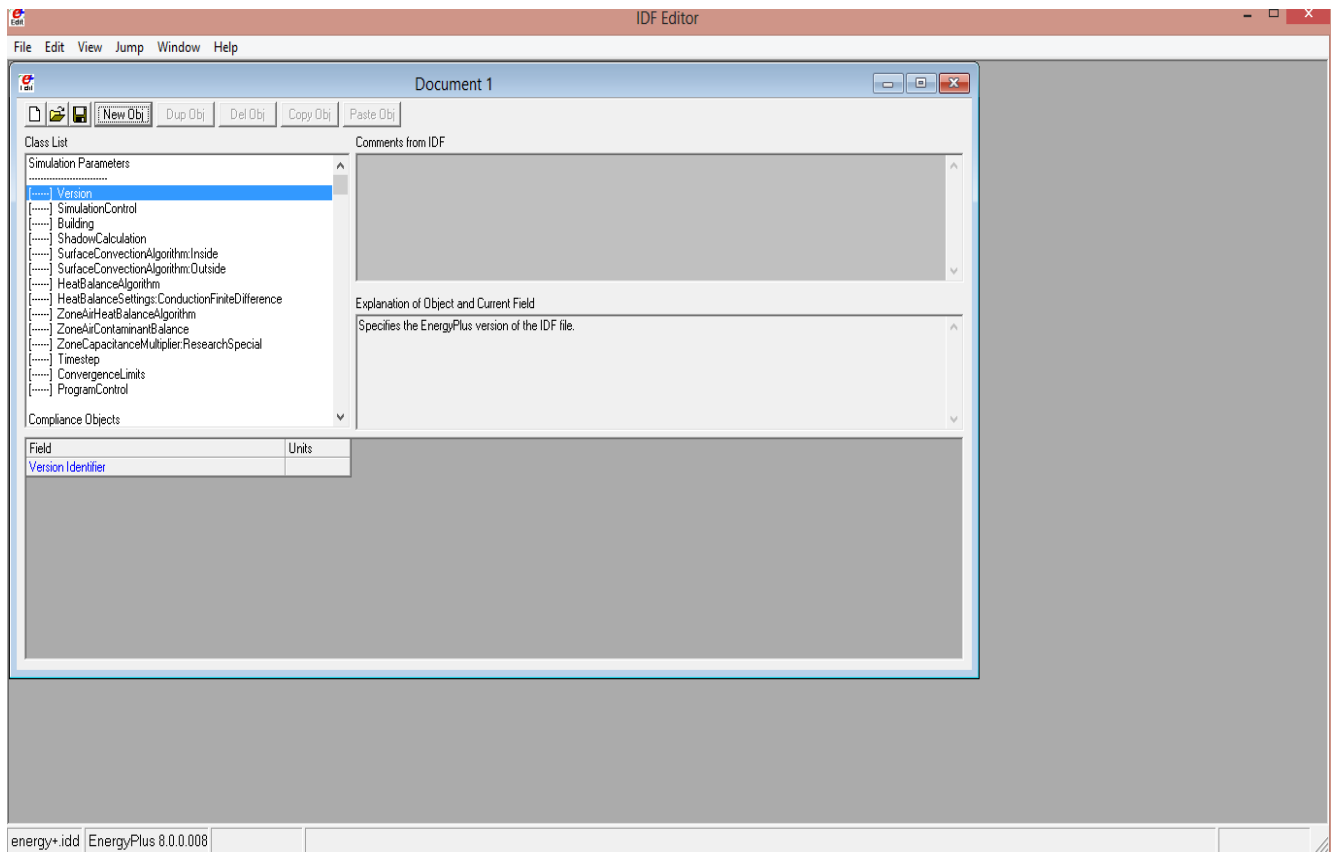 Edit
IDF Editor
File Edit View Jump Window Help
Edit
Document 1
New Obj Dup Obj Del Obj Copy Obj Paste Obj
Class List
Comments from IDF
Simulation Parameters
--------------------------
[------] Version
[------] SimulationControl
[------] Building
[------] ShadowCalculation
[------] SurfaceConvectionAlgorithm:Inside
[------] SurfaceConvectionAlgorithm:Outside
[------] HeatBalanceAlgorithm
[------] HeatBalanceSettings:ConductionFiniteDifference
[------] ZoneAirHeatBalanceAlgorithm
[------] ZoneAirContaminantBalance
[------] ZoneCapacitanceMultiplier:ResearchSpecial
[------] Timestep
[------] ConvergenceLimits
[------] ProgramControl
Compliance Objects
Explanation of Object and Current Field
Specifies the EnergyPlus version of the IDF file.
Field Units
Version Identifier
energy+.idd EnergyPlus 8.0.0.008